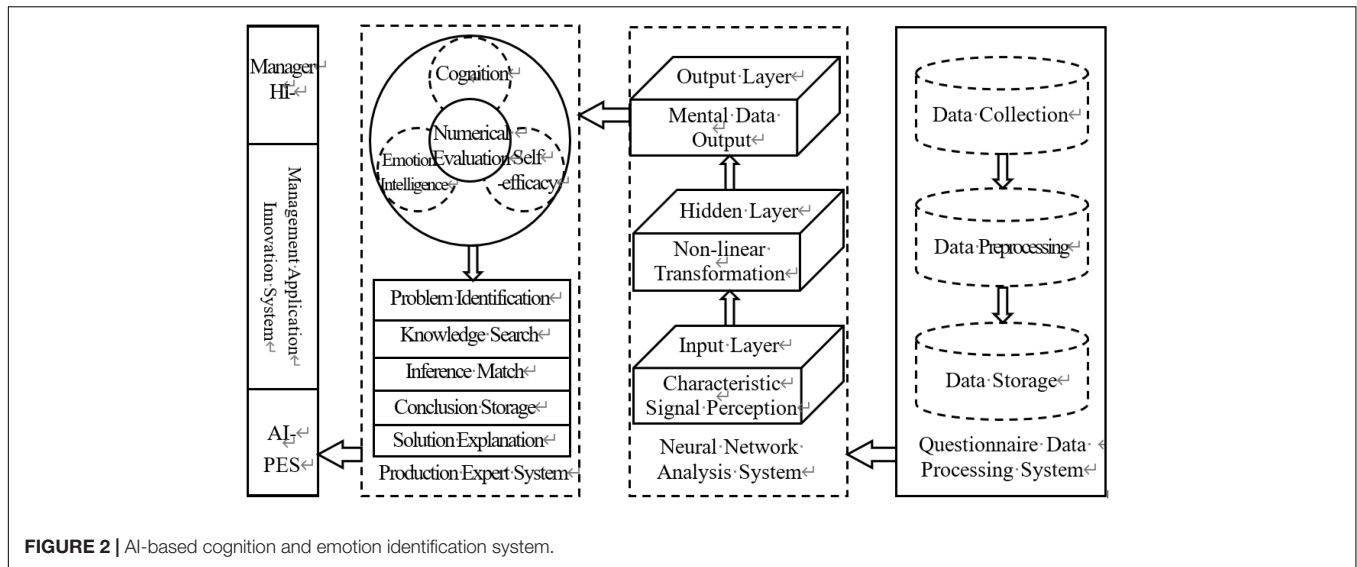 Manager
HI-
Management Application
Innovation System
AI-
PES
Cognition
Numerical
Evaluation
Emotion
Intelligence
Self
-efficacy
Problem Identification
Knowledge Search
Inference Match
Conclusion Storage
Solution Explanation
Production Expert System
Output Layer
Mental Data
Output
Hidden Layer
Non-linear
Transformation
Input Layer
Characteristic
Signal Perception
Neural Network
Analysis System
Data Collection
Data Preprocessing
Data Storage
Questionnaire Data
Processing System
FIGURE 2 | AI-based cognition and emotion identification system.